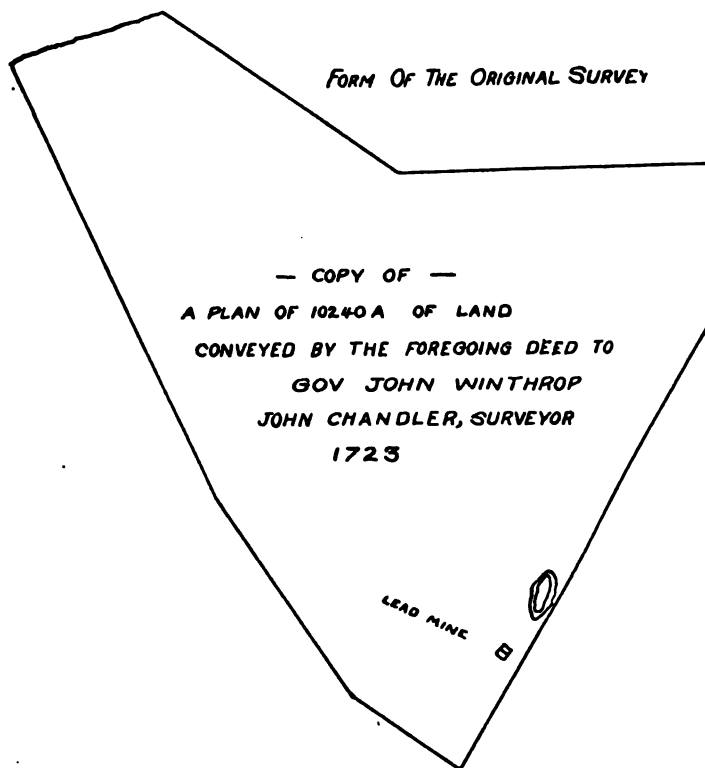 FORM OF THE ORIGINAL SURVEY
— COPY OF —
A PLAN OF 10240A OF LAND
CONVEYED BY THE FOREGOING DEED TO
GOV JOHN WINTHROP
JOHN CHANDLER, SURVEYOR
1723
LEAD MINE